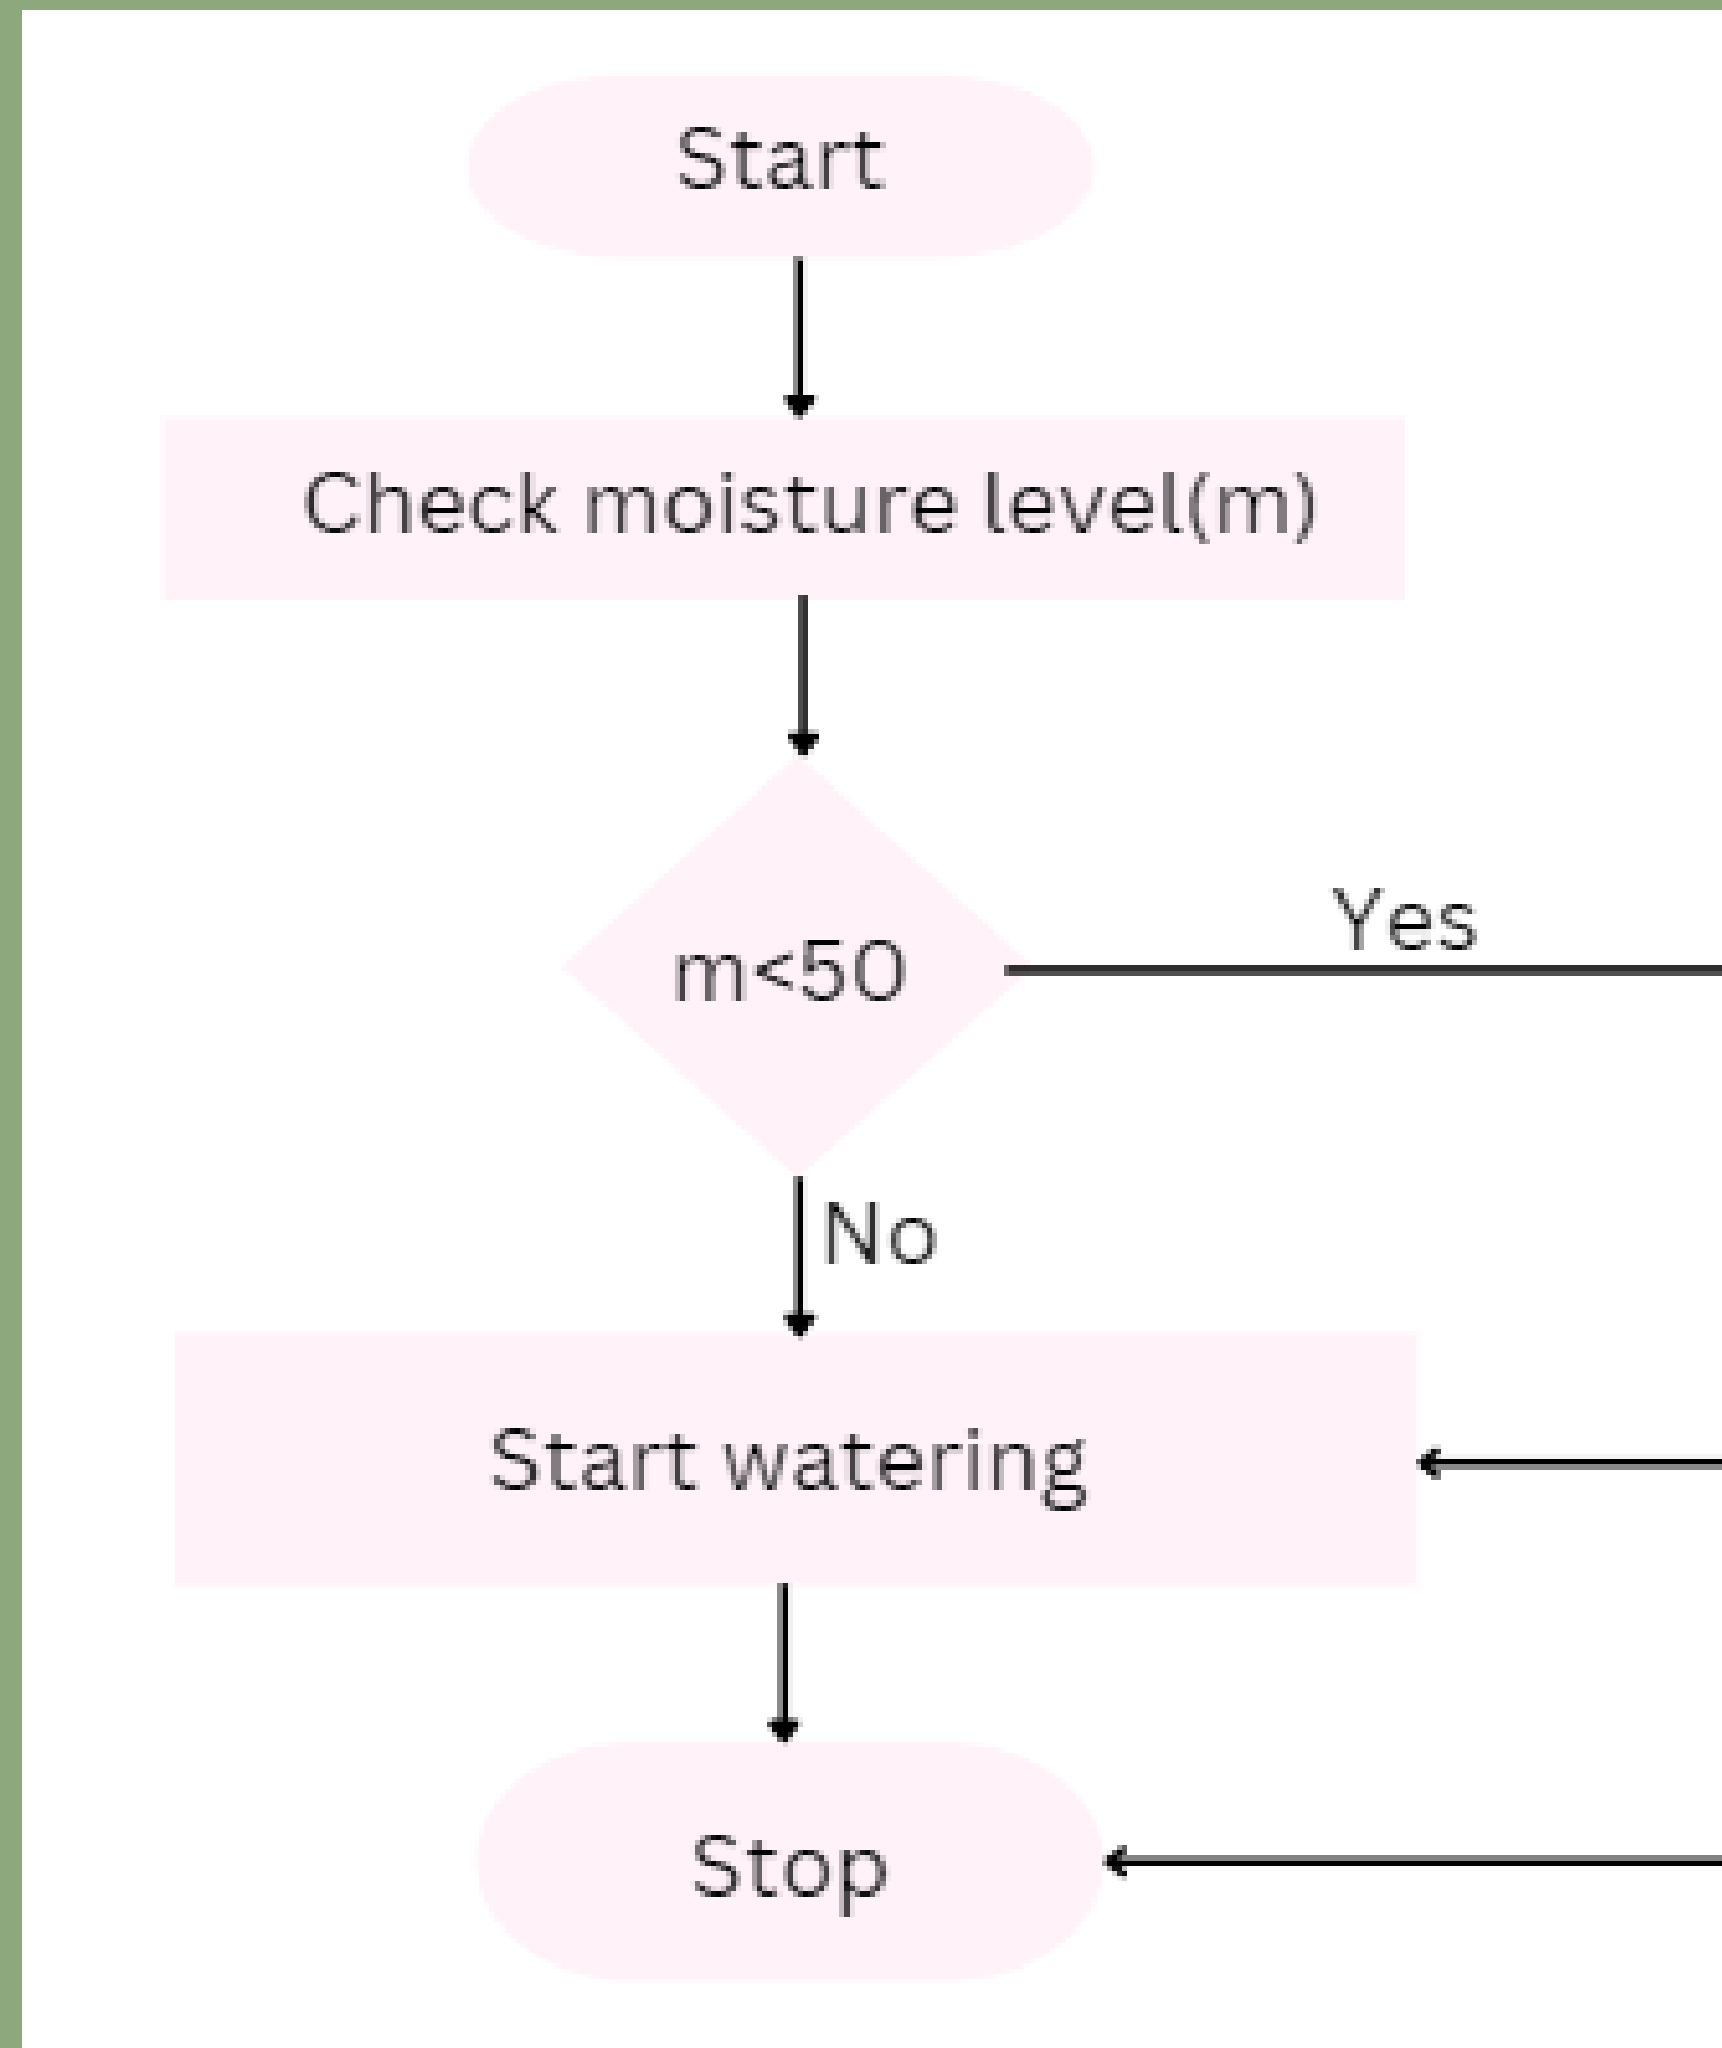 Start
Check moisture level(m)
m<50
Yes
No
Start watering
Stop